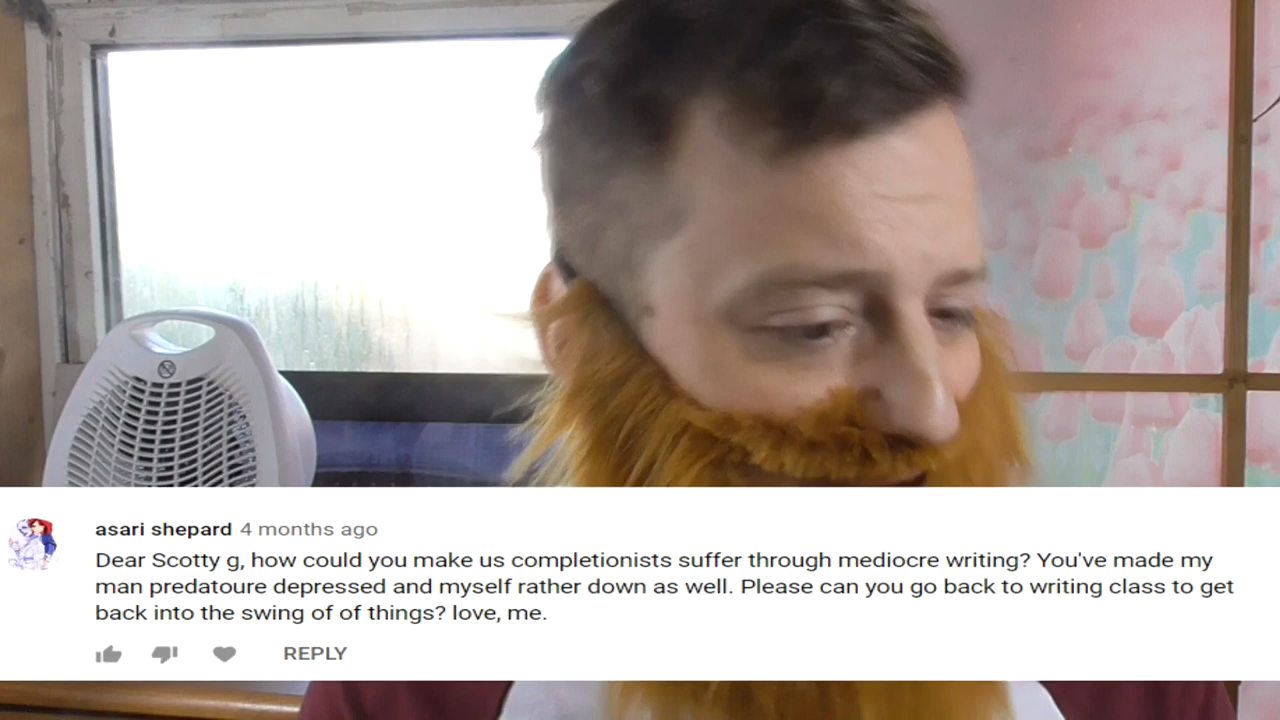 asari shepard 4 months ago
Dear Scotty g, how could you make us completionists suffer through mediocre writing? You've made my
man predatoure depressed and myself rather down as well. Please can you go back to writing class to get
back into the swing of of things? love, me.
REPLY